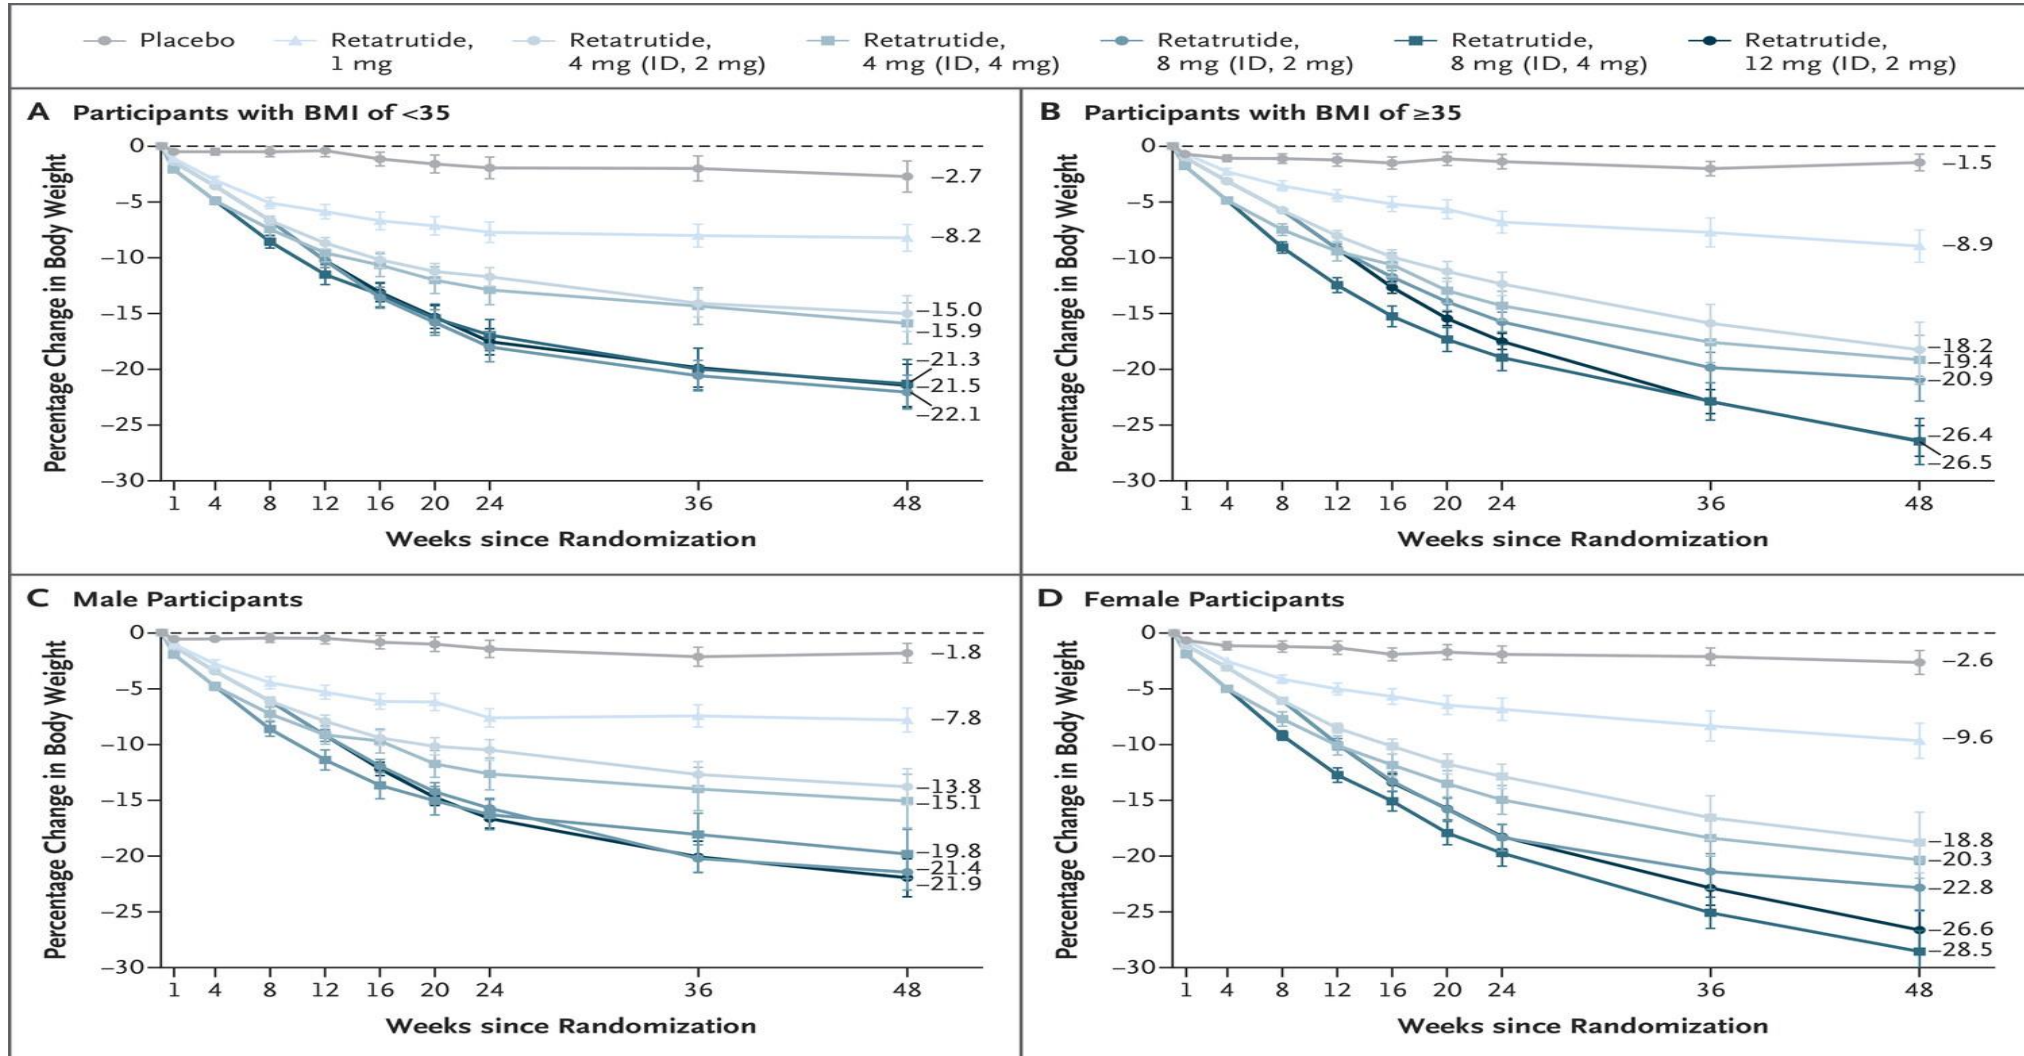 Placebo
Retatrutide,
1 mg
Retatrutide,
4 mg (ID, 2 mg)
Retatrutide,
4 mg (ID, 4 mg)
Retatrutide,
8 mg (ID, 2 mg)
Retatrutide,
8 mg (ID, 4 mg)
Retatrutide,
12 mg (ID, 2 mg)
A Participants with BMI of <35
Percentage Change in Body Weight
0
−5
−10
−15
−20
−25
−30
−2.7
−8.2
−15.0
−15.9
−21.3
−21.5
−22.1
1 4 8 12 16 20 24 36 48
Weeks since Randomization
B Participants with BMI of ≥35
Percentage Change in Body Weight
0
−5
−10
−15
−20
−25
−30
−1.5
−8.9
−18.2
−19.4
−20.9
−26.4
−26.5
1 4 8 12 16 20 24 36 48
Weeks since Randomization
C Male Participants
Percentage Change in Body Weight
0
−5
−10
−15
−20
−25
−30
−1.8
−7.8
−13.8
−15.1
−19.8
−21.4
−21.9
1 4 8 12 16 20 24 36 48
Weeks since Randomization
D Female Participants
Percentage Change in Body Weight
0
−5
−10
−15
−20
−25
−30
−2.6
−9.6
−18.8
−20.3
−22.8
−26.6
−28.5
1 4 8 12 16 20 24 36 48
Weeks since Randomization